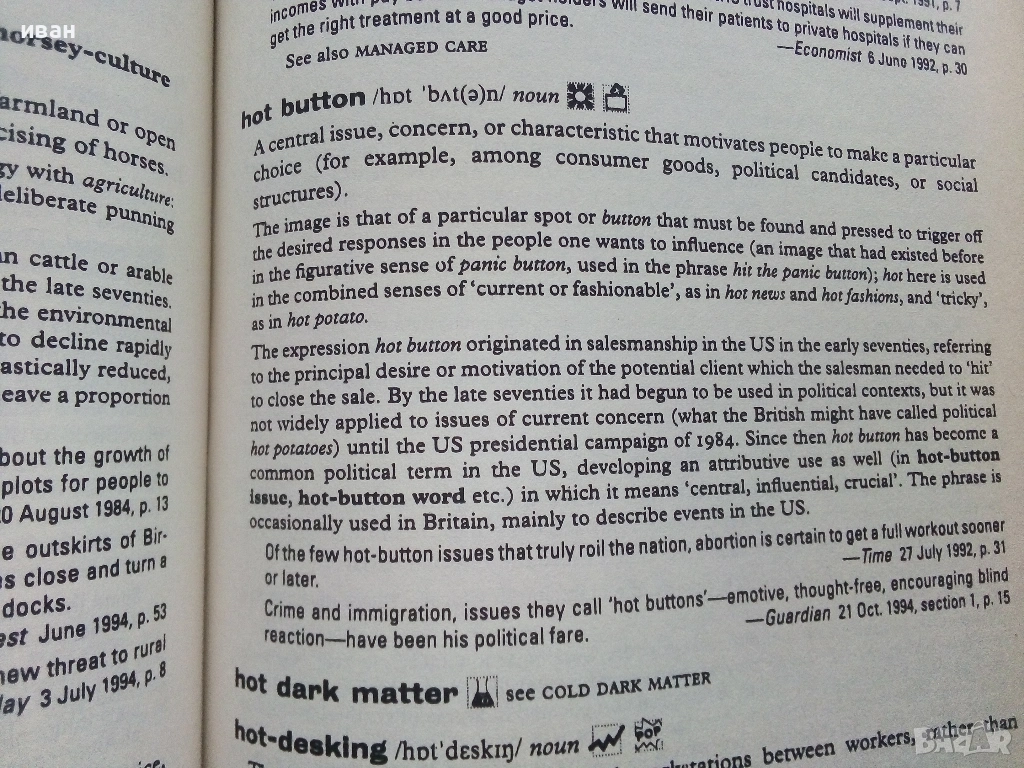 иван
horsey-culture
armland or open
cising of horses.
gy with agriculture:
deliberate punning
an cattle or arable
the late seventies.
the environmental
to decline rapidly
astically reduced,
leave a proportion
bout the growth of
plots for people to
20 August 1984, p. 13
e outskirts of Bir-
s close and turn a
docks.
est June 1994, p. 53
new threat to rural
day 3 July 1994, p. 8
holders will send their patients to private hospitals if they can
get the right treatment at a good price.
—Economist 6 June 1992, p. 30
See also MANAGED CARE
hot button /hɒt ˈbʌt(ə)n/ noun
A central issue, concern, or characteristic that motivates people to make a particular
choice (for example, among consumer goods, political candidates, or social
structures).
The image is that of a particular spot or button that must be found and pressed to trigger off
the desired responses in the people one wants to influence (an image that had existed before
in the figurative sense of panic button, used in the phrase hit the panic button); hot here is used
in the combined senses of ‘current or fashionable’, as in hot news and hot fashions, and ‘tricky’,
as in hot potato.
The expression hot button originated in salesmanship in the US in the early seventies, referring
to the principal desire or motivation of the potential client which the salesman needed to ‘hit’
to close the sale. By the late seventies it had begun to be used in political contexts, but it was
not widely applied to issues of current concern (what the British might have called political
hot potatoes) until the US presidential campaign of 1984. Since then hot button has become a
common political term in the US, developing an attributive use as well (in hot-button
issue, hot-button word etc.) in which it means ‘central, influential, crucial’. The phrase is
occasionally used in Britain, mainly to describe events in the US.
Of the few hot-button issues that truly roil the nation, abortion is certain to get a full workout sooner
or later.
—Time 27 July 1992, p. 31
Crime and immigration, issues they call ‘hot buttons’—emotive, thought-free, encouraging blind
reaction—have been his political fare.
—Guardian 21 Oct. 1994, section 1, p. 15
hot dark matter see COLD DARK MATTER
hot-desking /hɒtˈdɛskɪŋ/ noun
POP
between workers, rather than
BAZAR